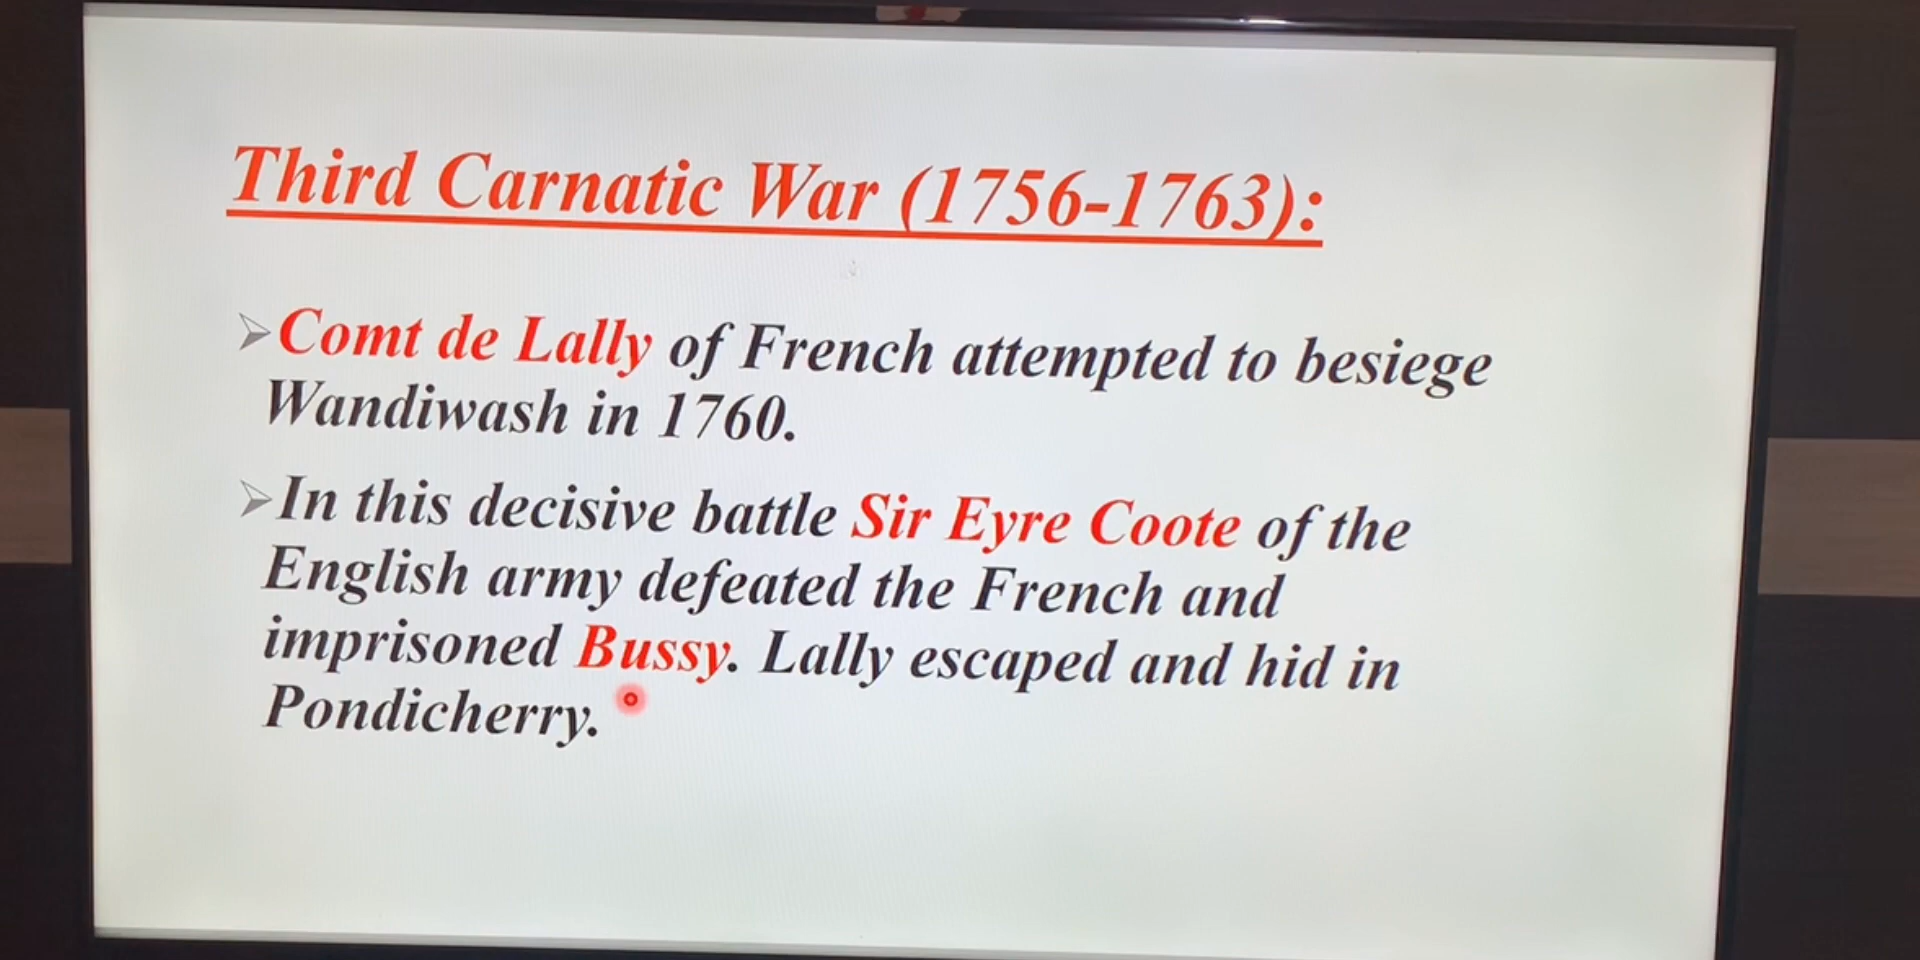 Third Carnatic War (1756-1763):
➢Comt de Lally of French attempted to besiege
Wandiwash in 1760.
➢In this decisive battle Sir Eyre Coote of the
English army defeated the French and
imprisoned Bussy. Lally escaped and hid in
Pondicherry.